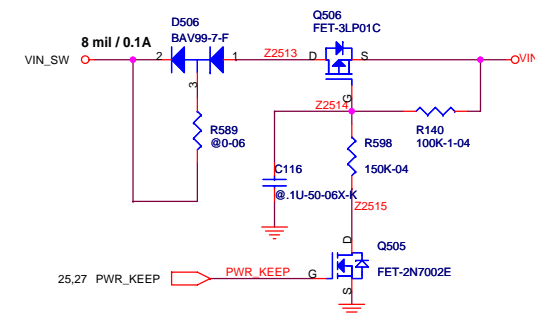 Q506
D506
FET-3LP01C
8 mil / 0.1A
BAV99-7-F
VIN_SW
2
1
Z2513
D
S
3
G
Z2514
R589
@0-06
R598
R140
100K-1-04
C116
150K-04
@.1U-50-06X-K
Z2515
D
Q505
FET-2N7002E
25,27 PWR_KEEP
PWR_KEEP
G
S